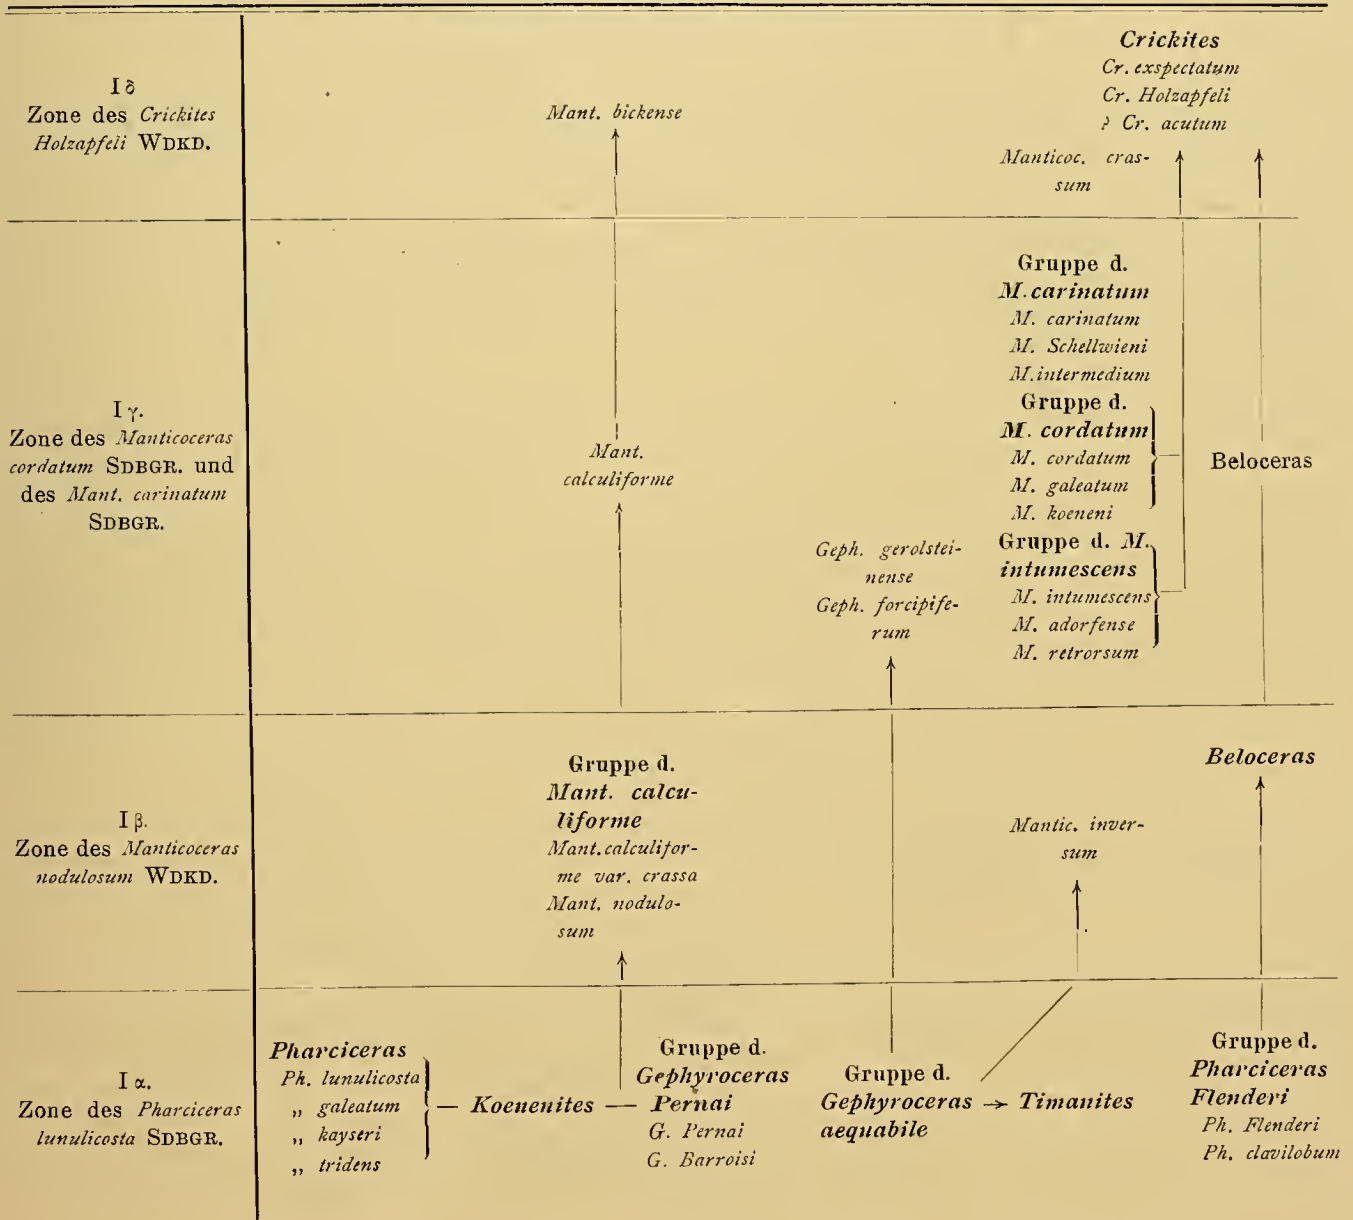 I δ
Zone des Crickites
Holzapfeli WDKD.
Mant. bickense
Crickites
Cr. exspectatum
Cr. Holzapfeli
? Cr. acutum
Manticoc. cras-
sum
I γ.
Zone des Manticoceras
cordatum SDBGR. und
des Mant. carinatum
SDBGR.
Mant.
calculiforme
Geph. gerolstei-
nense
Geph. forcipife-
rum
Gruppe d.
M. carinatum
M. carinatum
M. Schellwieni
M. intermedium
Gruppe d.
M. cordatum
M. cordatum
M. galeatum
M. koeneni
Gruppe d. M.
intumescens
M. intumescens
M. adorfense
M. retrorsum
Beloceras
I β.
Zone des Manticoceras
nodulosum WDKD.
Gruppe d.
Mant. calcu-
liforme
Mant. calculifor-
me var. crassa
Mant. nodulo-
sum
Mantic. inver-
sum
Beloceras
I α.
Zone des Pharciceras
lunulicosta SDBGR.
Pharciceras
Ph. lunulicosta
„ galeatum
„ kayseri
„ tridens
— Koenenites —
Gruppe d.
Gephyroceras
Pernai
G. Pernai
G. Barroisi
Gruppe d.
Gephyroceras → Timanites
aequabile
Gruppe d.
Pharciceras
Flenderi
Ph. Flenderi
Ph. clavilobum